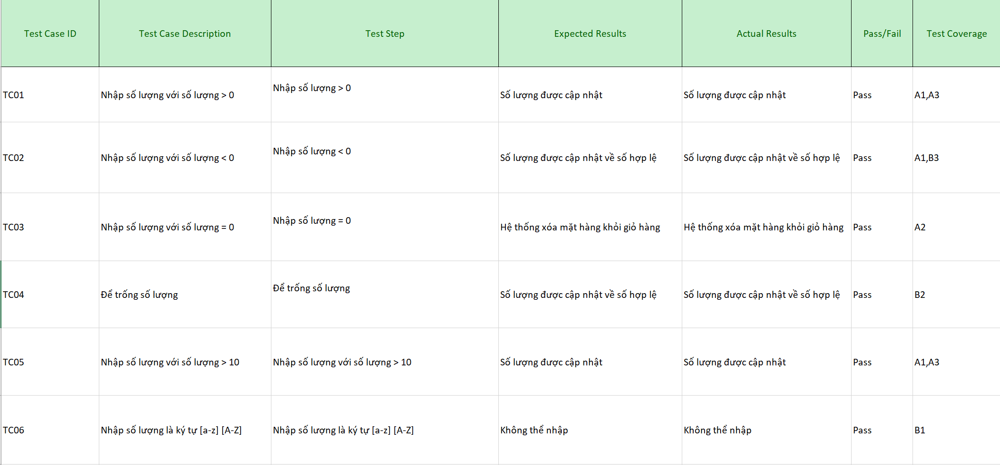 Test Case ID Test Case Description Test Step Expected Results Actual Results Pass/Fail Test Coverage
TC01 Nhập số lượng với số lượng > 0 Nhập số lượng > 0 Số lượng được cập nhật Số lượng được cập nhật Pass A1,A3
TC02 Nhập số lượng với số lượng < 0 Nhập số lượng < 0 Số lượng được cập nhật về số hợp lệ Số lượng được cập nhật về số hợp lệ Pass A1,B3
TC03 Nhập số lượng với số lượng = 0 Nhập số lượng = 0 Hệ thống xóa mặt hàng khỏi giỏ hàng Hệ thống xóa mặt hàng khỏi giỏ hàng Pass A2
TC04 Để trống số lượng Để trống số lượng Số lượng được cập nhật về số hợp lệ Số lượng được cập nhật về số hợp lệ Pass B2
TC05 Nhập số lượng với số lượng > 10 Nhập số lượng với số lượng > 10 Số lượng được cập nhật Số lượng được cập nhật Pass A1,A3
TC06 Nhập số lượng là ký tự [a-z] [A-Z] Nhập số lượng là ký tự [a-z] [A-Z] Không thể nhập Không thể nhập Pass B1